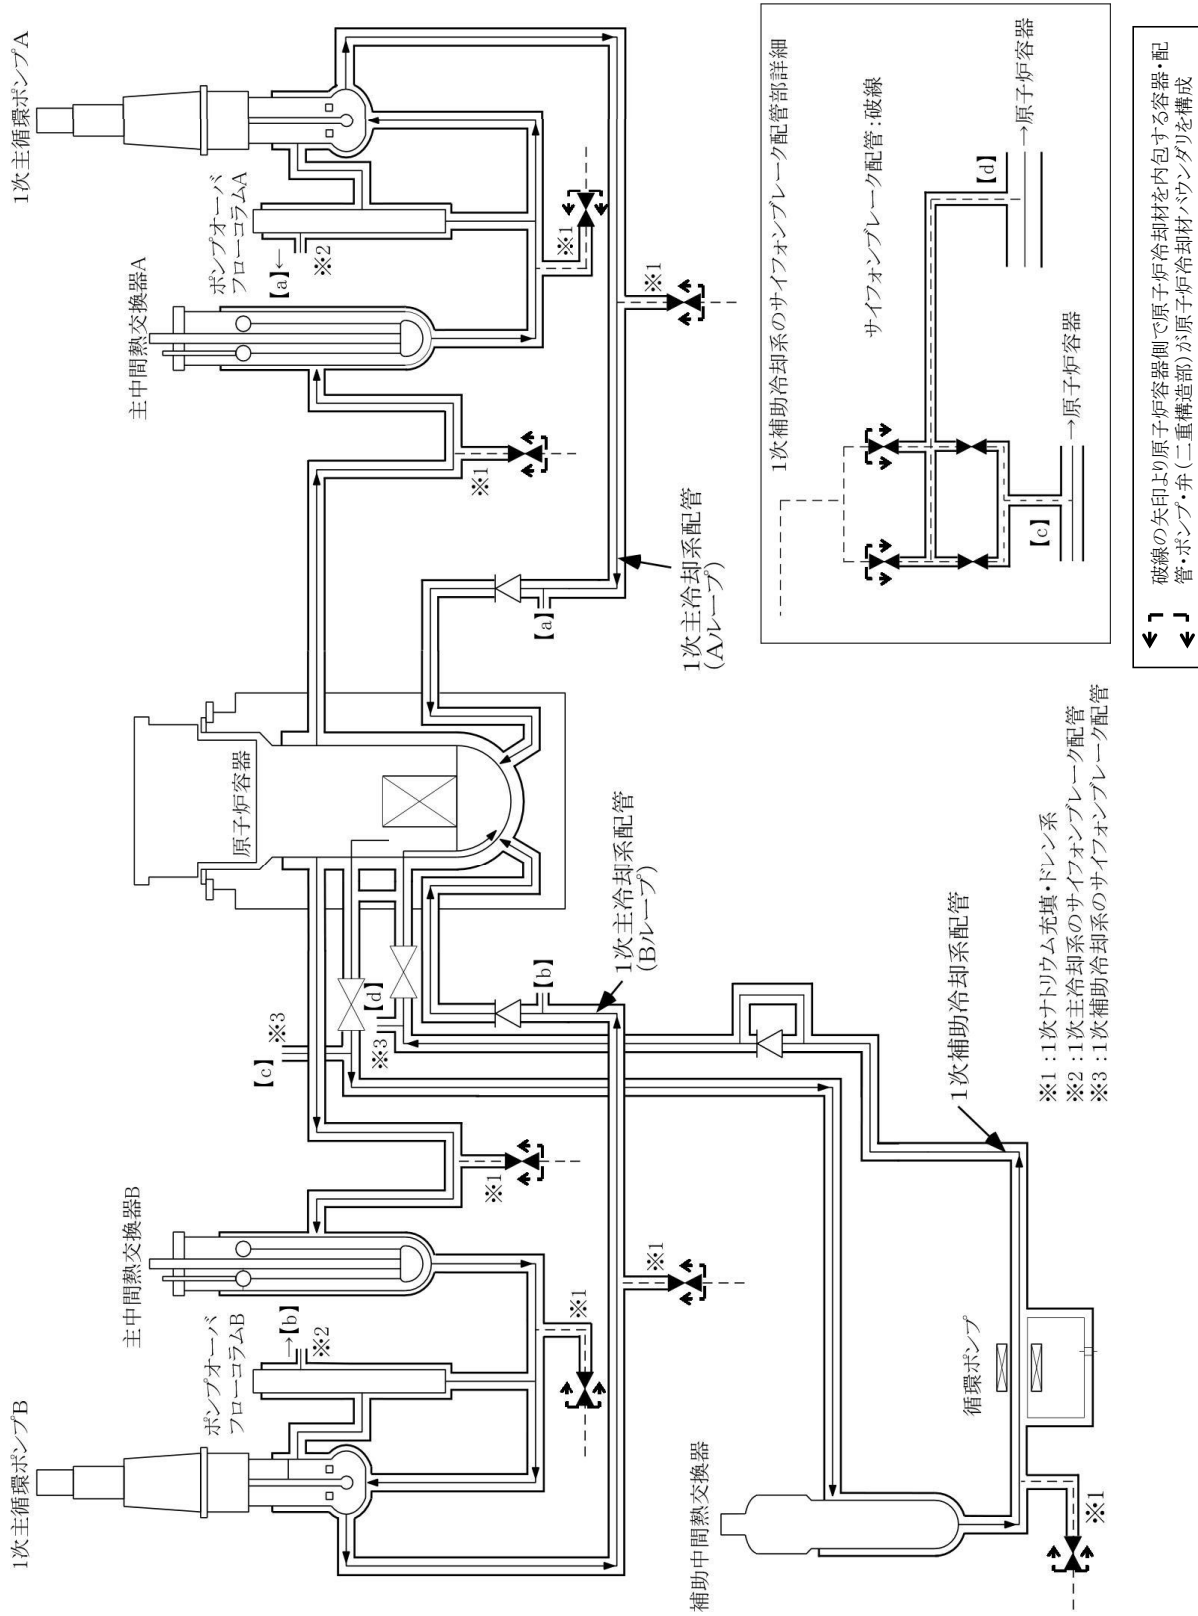 1次主循環ポンプB
ポンプオーバ
フローコラムB
→【b】
※2
主中間熱交換器B
※1
※1
※1
【c】
※3
原子炉容器
【d】
※3
【b】
1次主冷却系配管
(Bループ)
主中間熱交換器A
ポンプオーバ
フローコラムA
【a】←
※2
1次主循環ポンプA
※1
※1
※1
【a】
1次主冷却系配管
(Aループ)
補助中間熱交換器
循環ポンプ
※1
1次補助冷却系配管
※1:1次ナトリウム充填・ドレン系
※2:1次主冷却系のサイフォンブレーク配管
※3:1次補助冷却系のサイフォンブレーク配管
1次補助冷却系のサイフォンブレーク配管部詳細
サイフォンブレーク配管:破線
【c】
→原子炉容器
【d】
→原子炉容器
破線の矢印より原子炉容器側で原子炉冷却材を内包する容器・配
管・ポンプ・弁(二重構造部)が原子炉冷却材バウンダリを構成